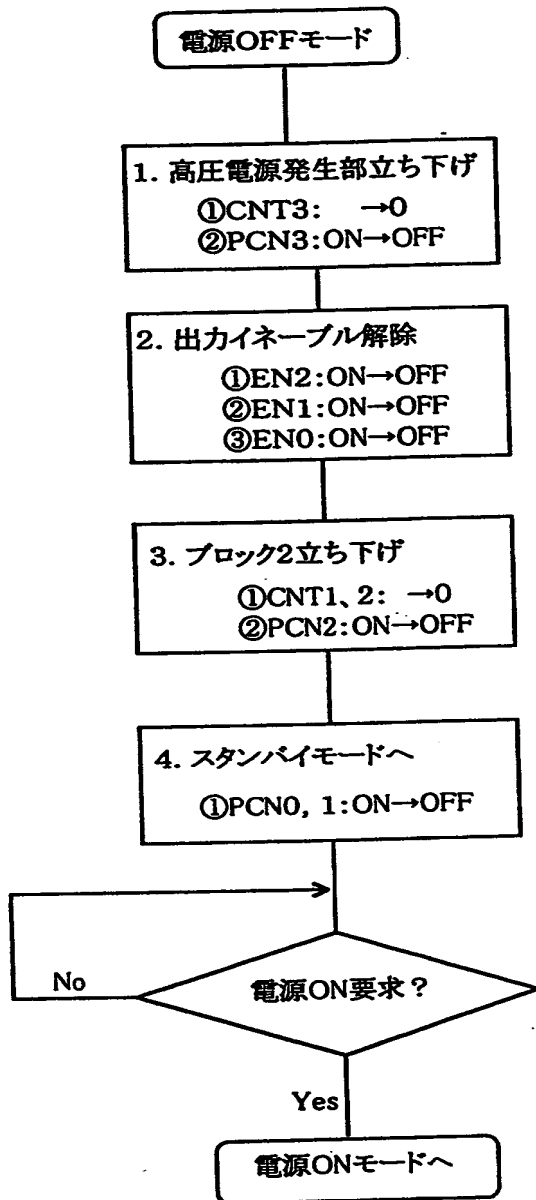 電源OFFモード
1. 高圧電源発生部立ち下げ
①CNT3: →0
②PCN3:ON→OFF
2. 出力イネーブル解除
①EN2:ON→OFF
②EN1:ON→OFF
③EN0:ON→OFF
3. ブロック2立ち下げ
①CNT1、2: →0
②PCN2:ON→OFF
4. スタンバイモードへ
①PCN0, 1:ON→OFF
電源ON要求?
No
Yes
電源ONモードへ